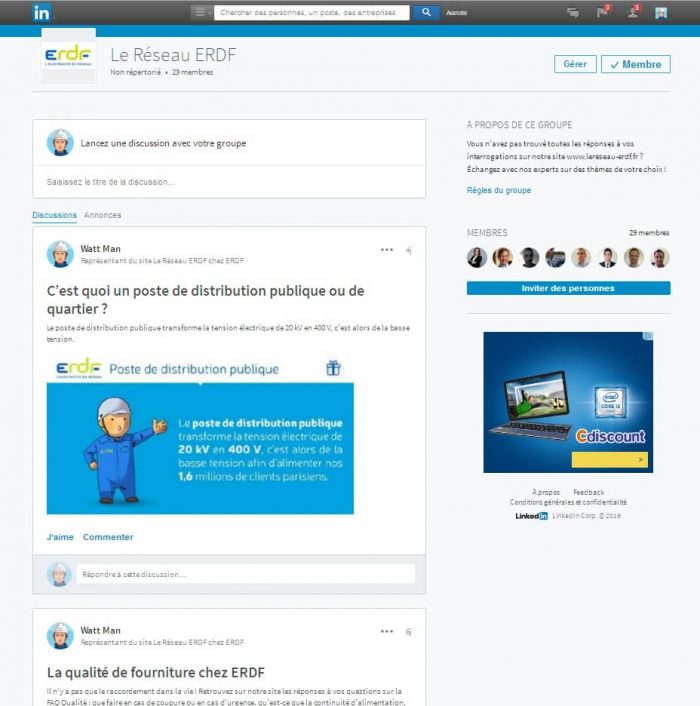 in
Chercher des personnes, un poste, des entreprises
Avancée
2
5
ERDF
L'ÉLECTRICITÉ EN RÉSEAU
Le Réseau ERDF
Non répertorié • 29 membres
Gérer
Membre
Lancez une discussion avec votre groupe
Saisissez le titre de la discussion...
Discussions Annonces
Watt Man
Représentant du site Le Réseau ERDF chez ERDF
4j
C'est quoi un poste de distribution publique ou de
quartier ?
Le poste de distribution publique transforme la tension électrique de 20 kV en 400 V, c'est alors de la basse
tension.
ERDF
L'ÉLECTRICITÉ EN RÉSEAU
Poste de distribution publique
erdf
Le poste de distribution publique
transforme la tension électrique de
20 kV en 400 V, c'est alors de la
basse tension afin d'alimenter nos
1,6 millions de clients parisiens.
J'aime Commenter
Répondre à cette discussion...
Watt Man
Représentant du site Le Réseau ERDF chez ERDF
6j
La qualité de fourniture chez ERDF
Il n'y a pas que le raccordement dans la vie ! Retrouvez sur notre site les réponses à vos questions sur la
FAQ Qualité : que faire en cas de coupure ou en cas d'urgence, qu'est-ce que la continuité d'alimentation,
À PROPOS DE CE GROUPE
Vous n'avez pas trouvé toutes les réponses à vos
interrogations sur notre site www.lereseau-erdf.fr ?
Échangez avec nos experts sur des thèmes de votre choix !
Règles du groupe
MEMBRES
29 membres
Inviter des personnes
intel
CORE i5
Cdiscount
>
À propos Feedback
Conditions générales et confidentialité
LinkedIn LinkedIn Corp. © 2016